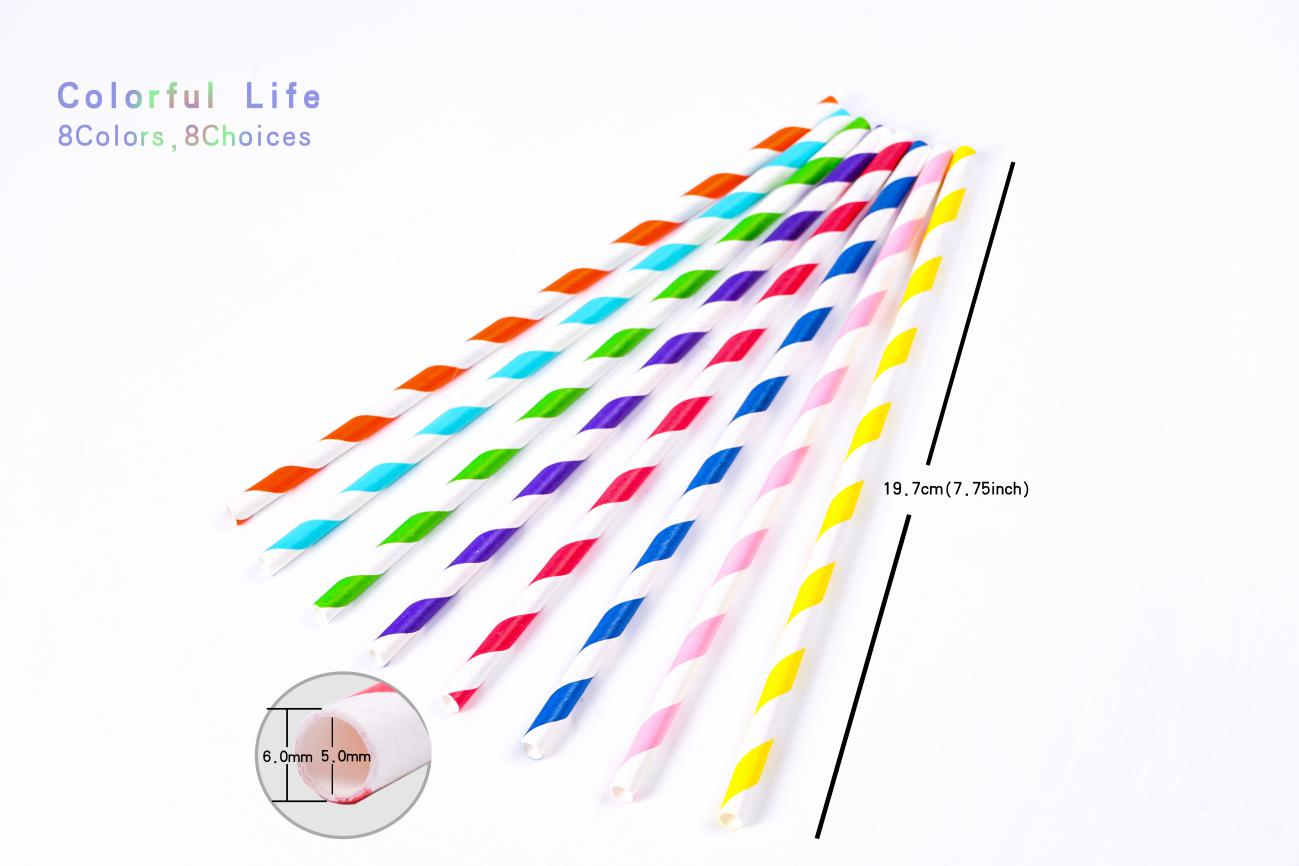 Colorful Life
8Colors,8Choices
19.7cm(7.75inch)
6.0mm 5.0mm